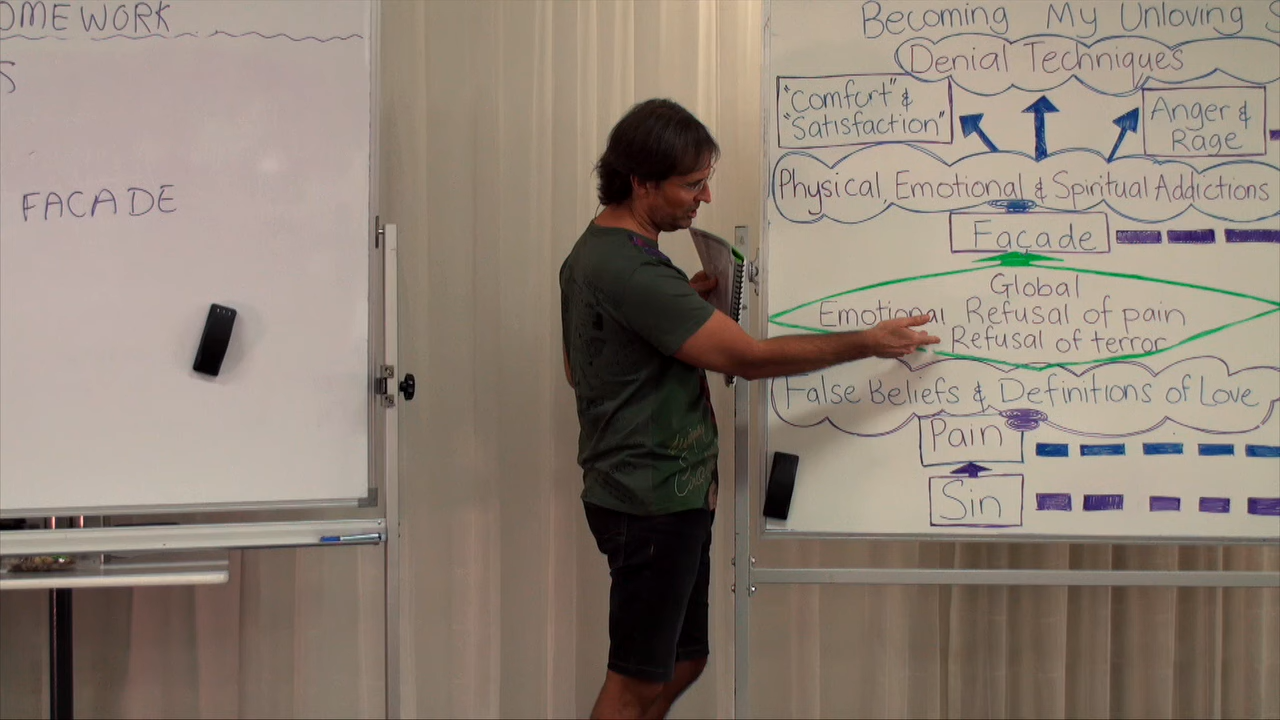 OMEWORK
S
FACADE
Becoming My Unloving S
Denial Techniques
"Comfort" &
"Satisfaction"
Anger &
Rage
Physical, Emotional & Spiritual Addictions
Facade
Global
Emotional Refusal of pain
Refusal of terror
False Beliefs & Definitions of Love
Pain
Sin